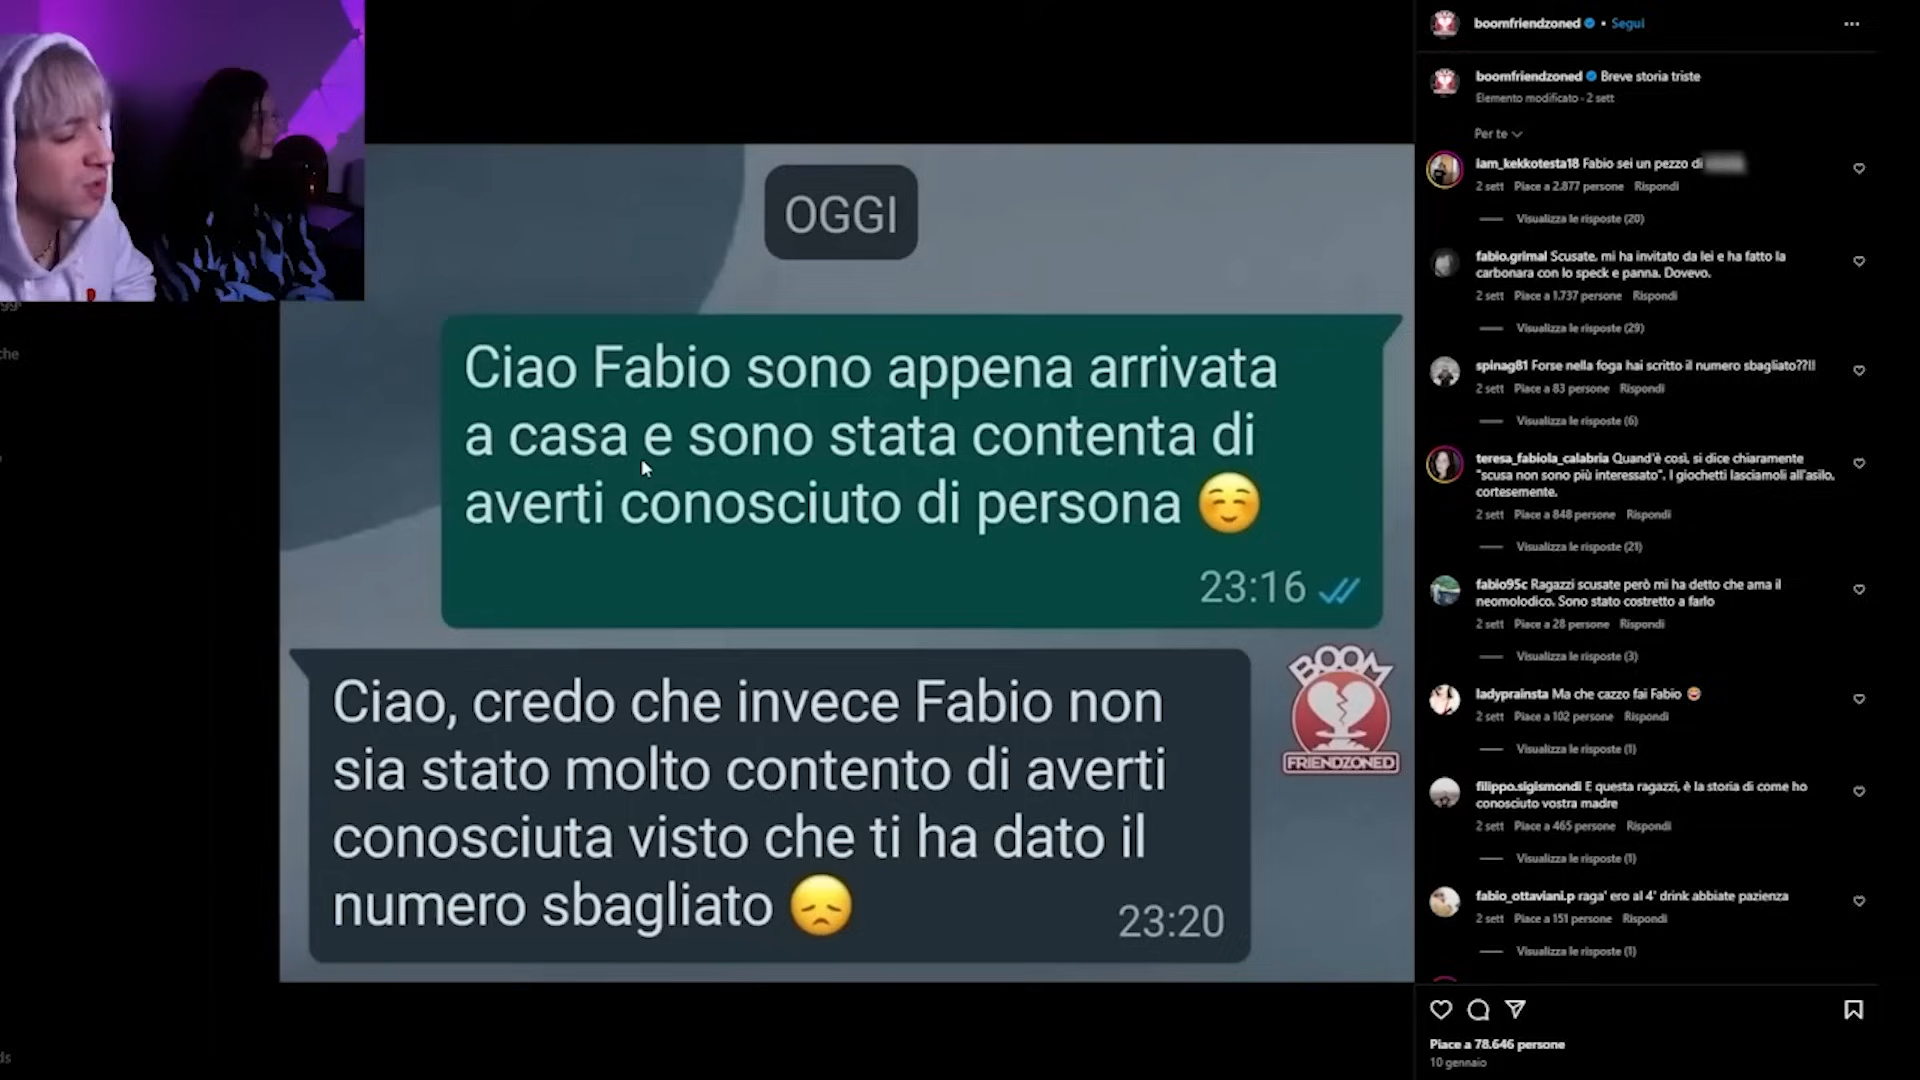 OGGI
Ciao Fabio sono appena arrivata
a casa e sono stata contenta di
averti conosciuto di persona ☺️
23:16
Ciao, credo che invece Fabio non
sia stato molto contento di averti
conosciuta visto che ti ha dato il
numero sbagliato 😞
23:20
BOOM
FRIENDZONED
che
ds
boomfriendzoned • Segui
boomfriendzoned Breve storia triste
Elemento modificato · 2 sett
Per te
iam_kekkotesta18 Fabio sei un pezzo di
2 sett Piace a 2.877 persone Rispondi
Visualizza le risposte (20)
fabio.grimal Scusate, mi ha invitato da lei e ha fatto la
carbonara con lo speck e panna. Dovevo.
2 sett Piace a 1.737 persone Rispondi
Visualizza le risposte (29)
spinag81 Forse nella foga hai scritto il numero sbagliato??!!
2 sett Piace a 83 persone Rispondi
Visualizza le risposte (6)
teresa_fabiola_calabria Quand'è così, si dice chiaramente
"scusa non sono più interessato". I giochetti lasciamoli all'asilo,
cortesemente.
2 sett Piace a 848 persone Rispondi
Visualizza le risposte (21)
fabio95c Ragazzi scusate però mi ha detto che ama il
neomolodico. Sono stato costretto a farlo
2 sett Piace a 28 persone Rispondi
Visualizza le risposte (3)
ladyprainsta Ma che cazzo fai Fabio 😂
2 sett Piace a 102 persone Rispondi
Visualizza le risposte (1)
filippo.sigismondi E questa ragazzi, è la storia di come ho
conosciuto vostra madre
2 sett Piace a 465 persone Rispondi
Visualizza le risposte (1)
fabio_ottaviani.p raga' ero al 4' drink abbiate pazienza
2 sett Piace a 151 persone Rispondi
Visualizza le risposte (1)
Piace a 78.646 persone
10 gennaio